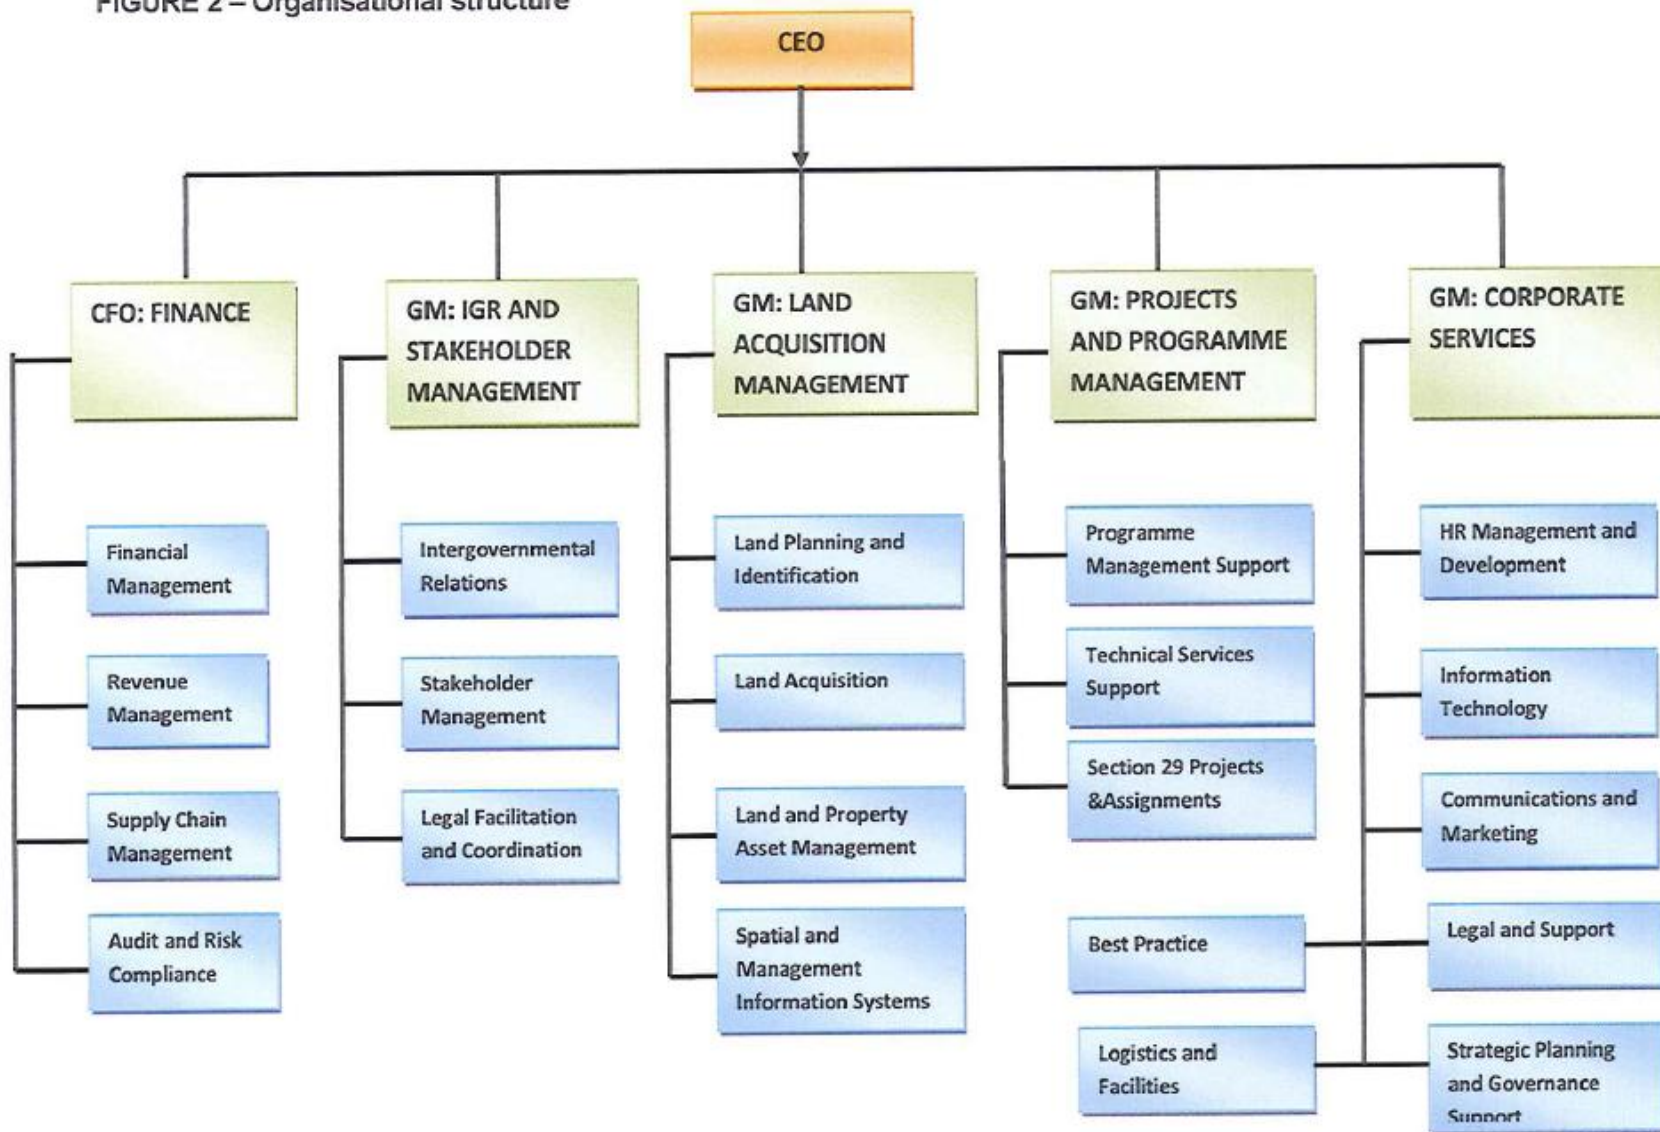 FIGURE 2 – Organisational structure
CEO
CFO: FINANCE
GM: IGR AND
STAKEHOLDER
MANAGEMENT
GM: LAND
ACQUISITION
MANAGEMENT
GM: PROJECTS
AND PROGRAMME
MANAGEMENT
GM: CORPORATE
SERVICES
Financial
Management
Revenue
Management
Supply Chain
Management
Audit and Risk
Compliance
Intergovernmental
Relations
Stakeholder
Management
Legal Facilitation
and Coordination
Land Planning and
Identification
Land Acquisition
Land and Property
Asset Management
Spatial and
Management
Information Systems
Programme
Management Support
Technical Services
Support
Section 29 Projects
&Assignments
HR Management and
Development
Information
Technology
Communications and
Marketing
Best Practice
Legal and Support
Logistics and
Facilities
Strategic Planning
and Governance
Support